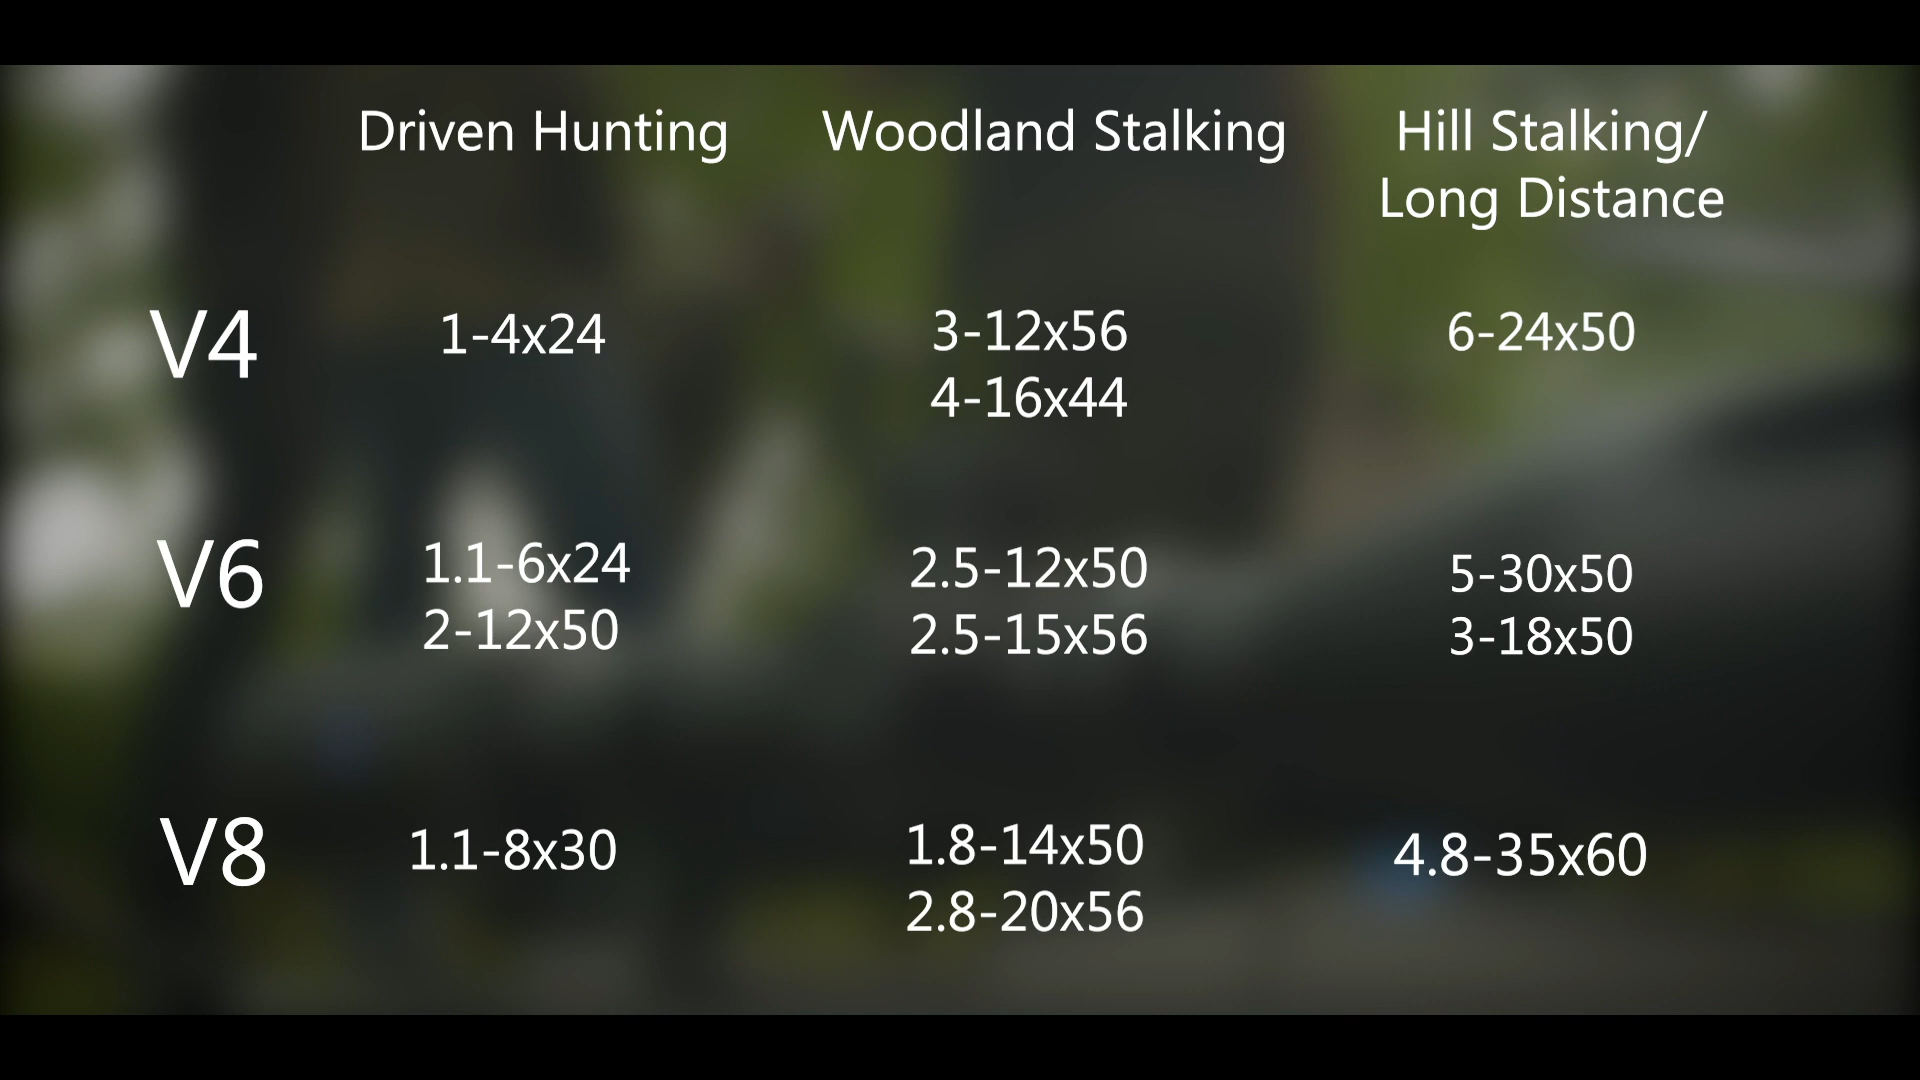 Driven Hunting
Woodland Stalking
Hill Stalking/
Long Distance
V4
1-4x24
3-12x56
4-16x44
6-24x50
V6
1.1-6x24
2-12x50
2.5-12x50
2.5-15x56
5-30x50
3-18x50
V8
1.1-8x30
1.8-14x50
2.8-20x56
4.8-35x60